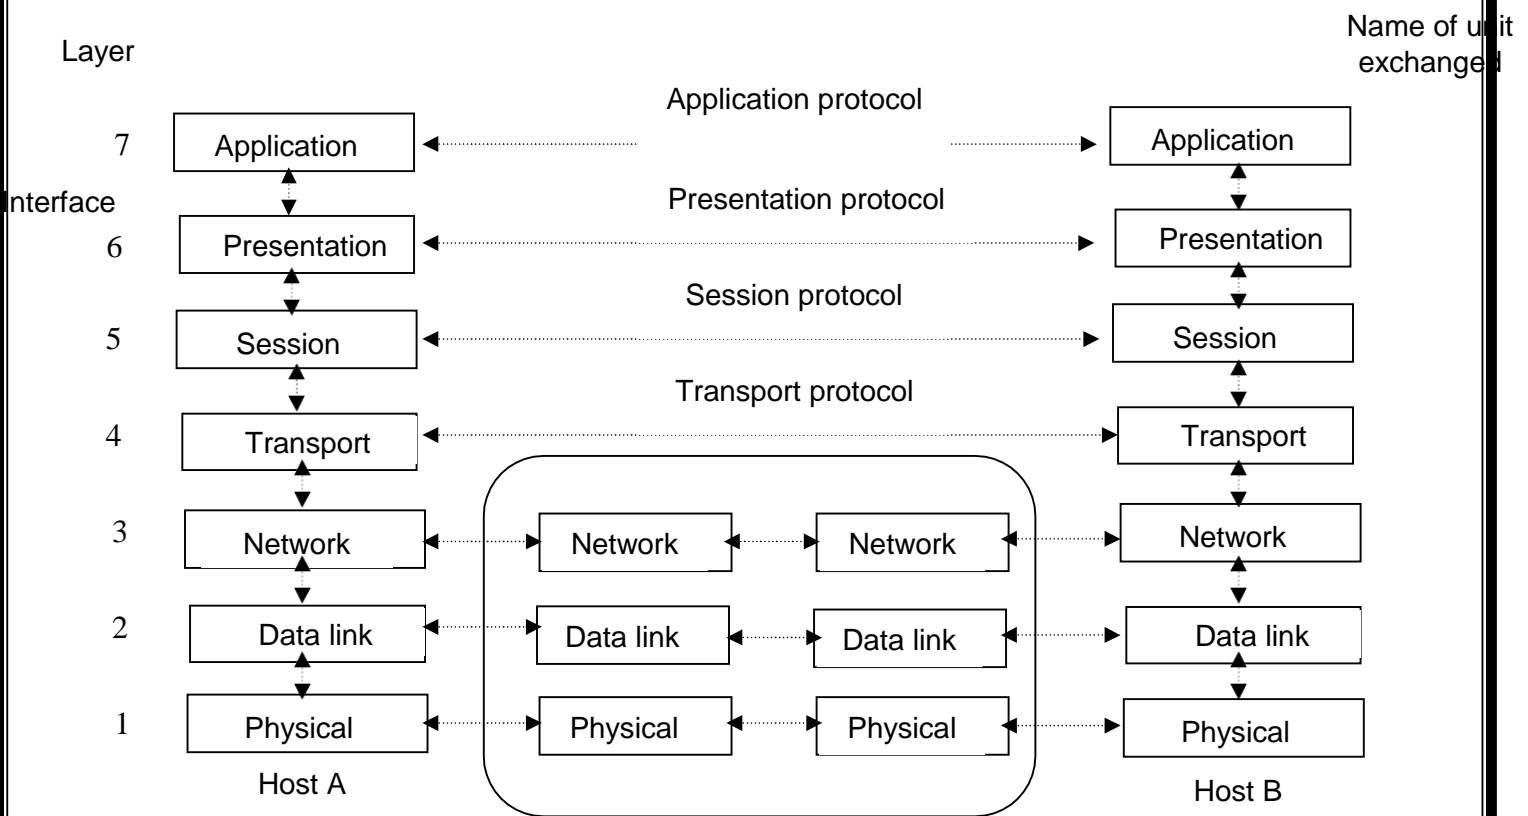 Name of unit
exchanged
Layer
Application protocol
7
Application
Application
Interface
Presentation protocol
6
Presentation
Presentation
Session protocol
5
Session
Session
Transport protocol
4
Transport
Transport
3
Network
Network
Network
Network
2
Data link
Data link
Data link
Data link
1
Physical
Physical
Physical
Physical
Host A
Host B